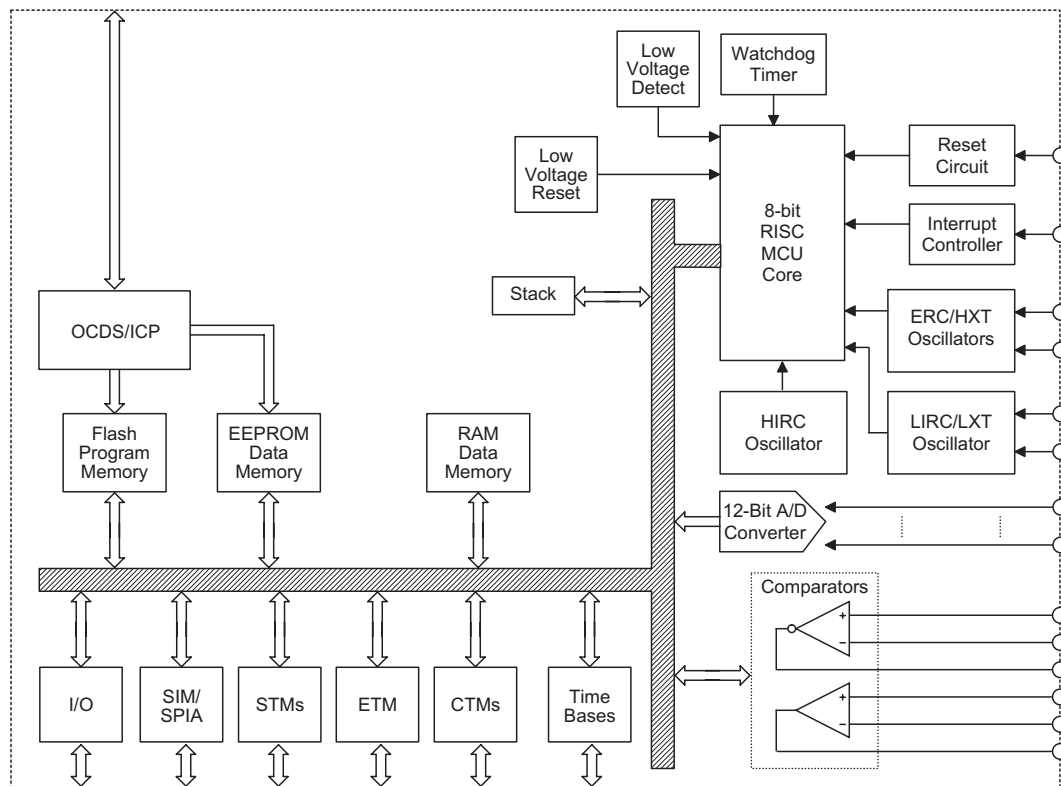 Low
Voltage
Detect
Watchdog
Timer
Low
Voltage
Reset
8-bit
RISC
MCU
Core
Reset
Circuit
Interrupt
Controller
Stack
OCDS/ICP
ERC/HXT
Oscillators
Flash
Program
Memory
EEPROM
Data
Memory
RAM
Data
Memory
HIRC
Oscillator
LIRC/LXT
Oscillator
12-Bit A/D
Converter
Comparators
+
−
+
−
I/O
SIM/
SPIA
STMs
ETM
CTMs
Time
Bases